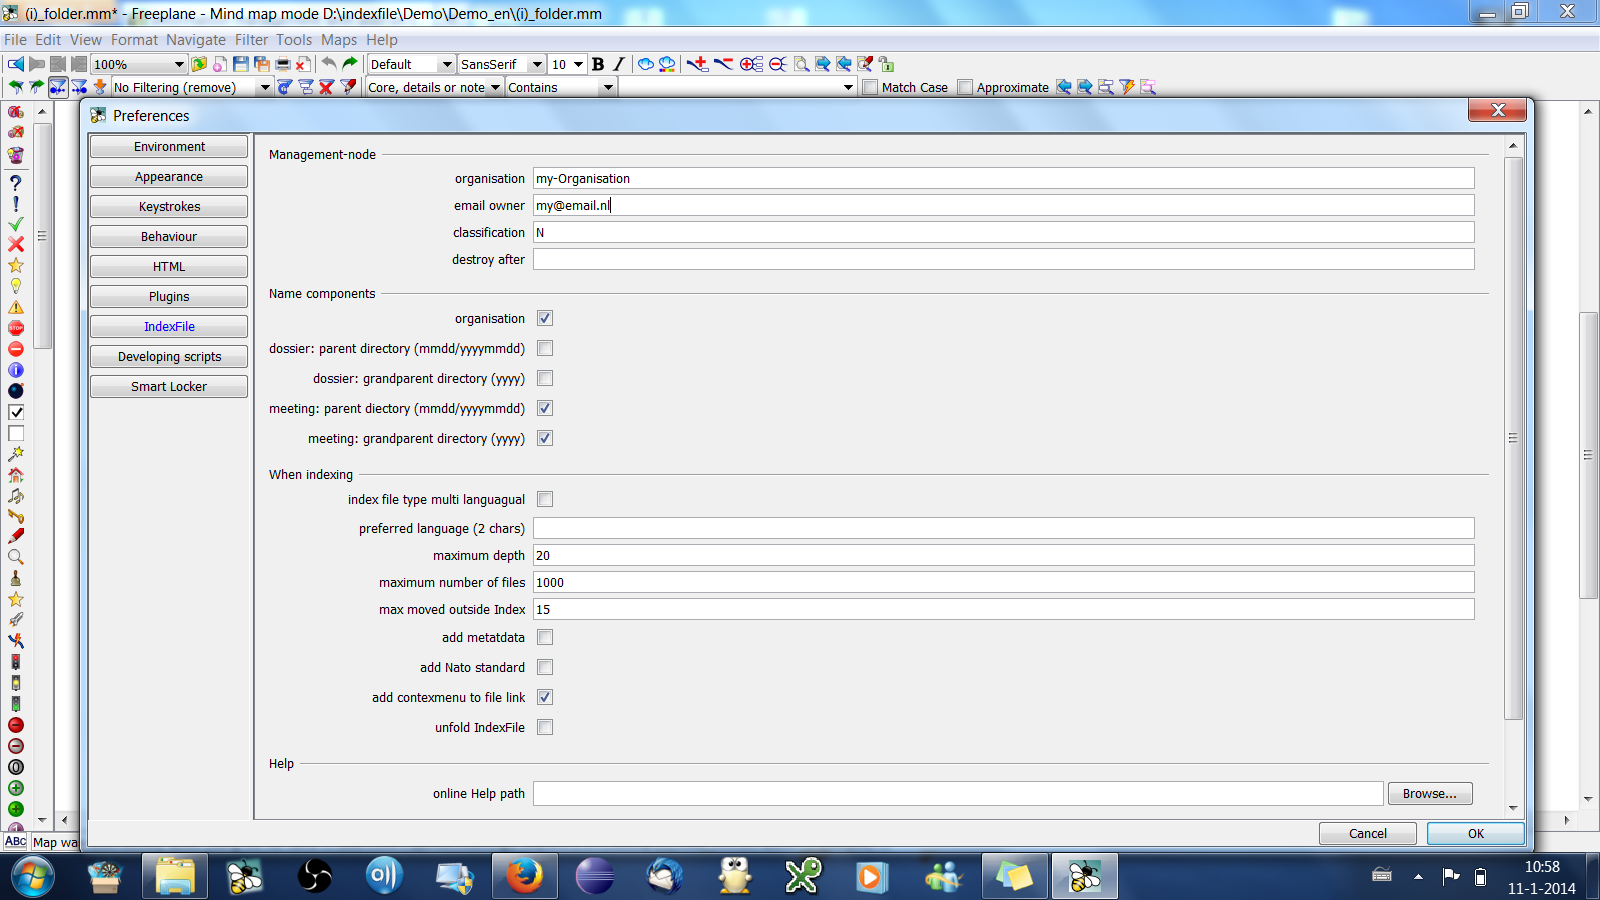 (i)_folder.mm* - Freeplane - Mind map mode D:\indexfile\Demo\Demo_en\(i)_folder.mm
File Edit View Format Navigate Filter Tools Maps Help
100% Default SansSerif 10 B I
No Filtering (remove) Core, details or note Contains Match Case Approximate
Preferences
Environment
Appearance
Keystrokes
Behaviour
HTML
Plugins
IndexFile
Developing scripts
Smart Locker
Management-node
organisation my-Organisation
email owner my@email.nl
classification N
destroy after
Name components
organisation
dossier: parent directory (mmdd/yyyymmdd)
dossier: grandparent directory (yyyy)
meeting: parent diectory (mmdd/yyyymmdd)
meeting: grandparent directory (yyyy)
When indexing
index file type multi languagual
preferred language (2 chars)
maximum depth 20
maximum number of files 1000
max moved outside Index 15
add metatdata
add Nato standard
add contexmenu to file link
unfold IndexFile
Help
online Help path Browse...
Cancel OK
ABC Map wa
STOP
10:58
11-1-2014